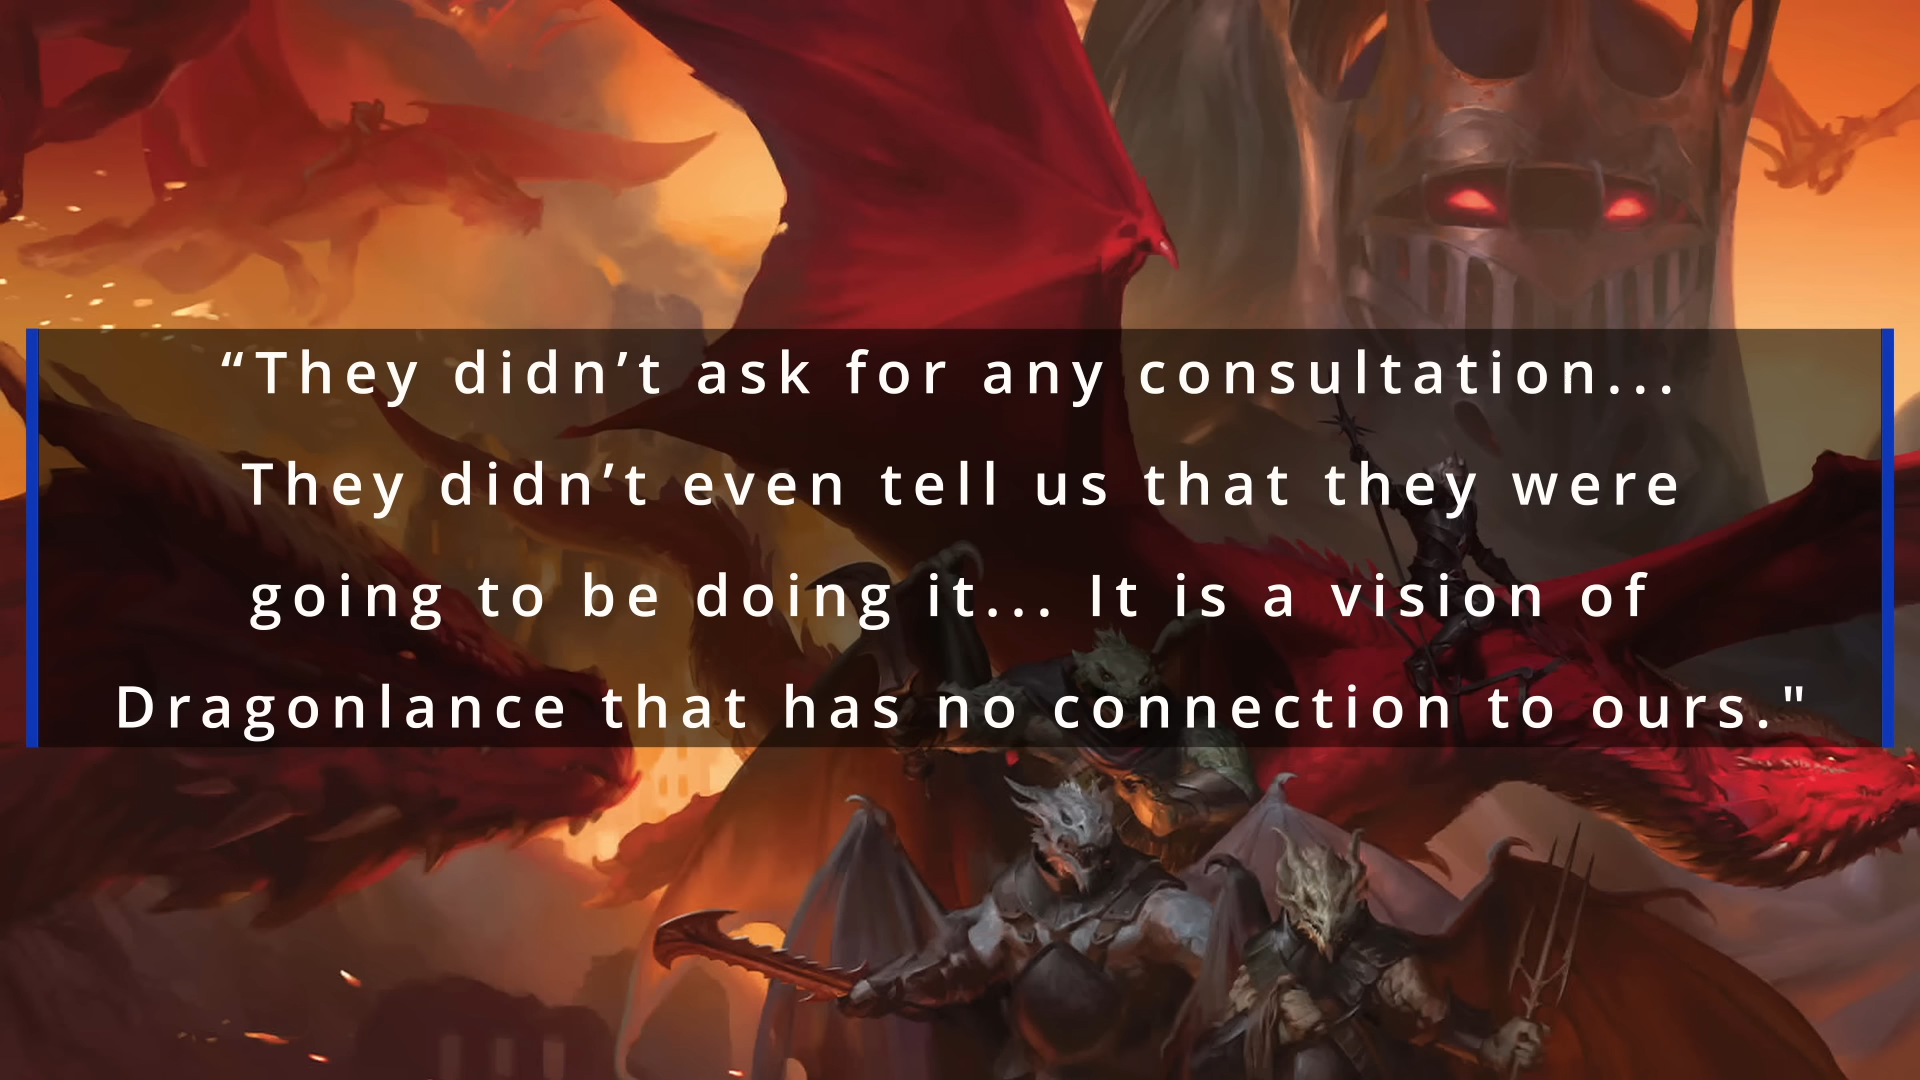 “They didn’t ask for any consultation...
They didn’t even tell us that they were
going to be doing it... It is a vision of
Dragonlance that has no connection to ours."